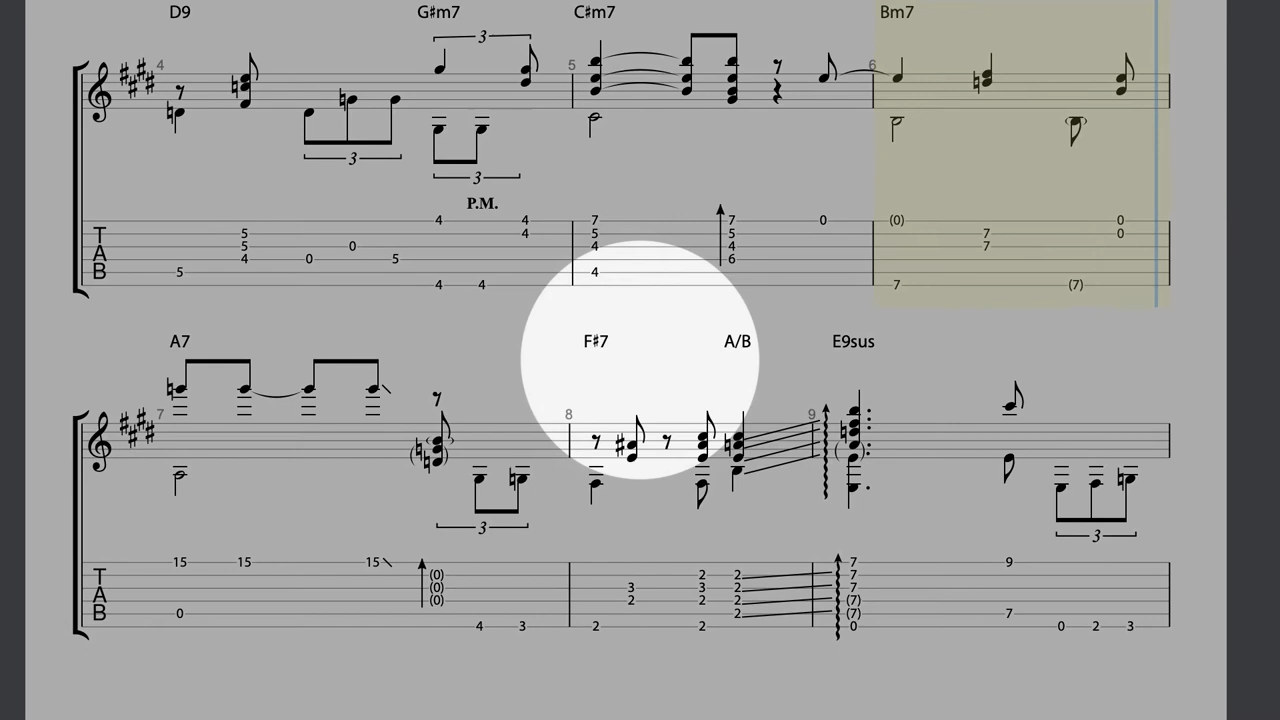 D9 G♯m7 C♯m7 Bm7
3
4 5 6
3
3
P.M.
4 4 7 7 0 (0) 0
5 4 5 5 7 0
T 5 0 4 4 7
A 4 0 5 6
B 5 4
4 4 7 (7)
A7 F♯7 A/B E9sus
7 8 9
3 3
15 15 15 7 9
T (0) 2 2 7
A (0) 3 3 2 7
(0) 2 2 2 (7)
B 0 2 (7) 7
4 3 2 2 0 0 2 3